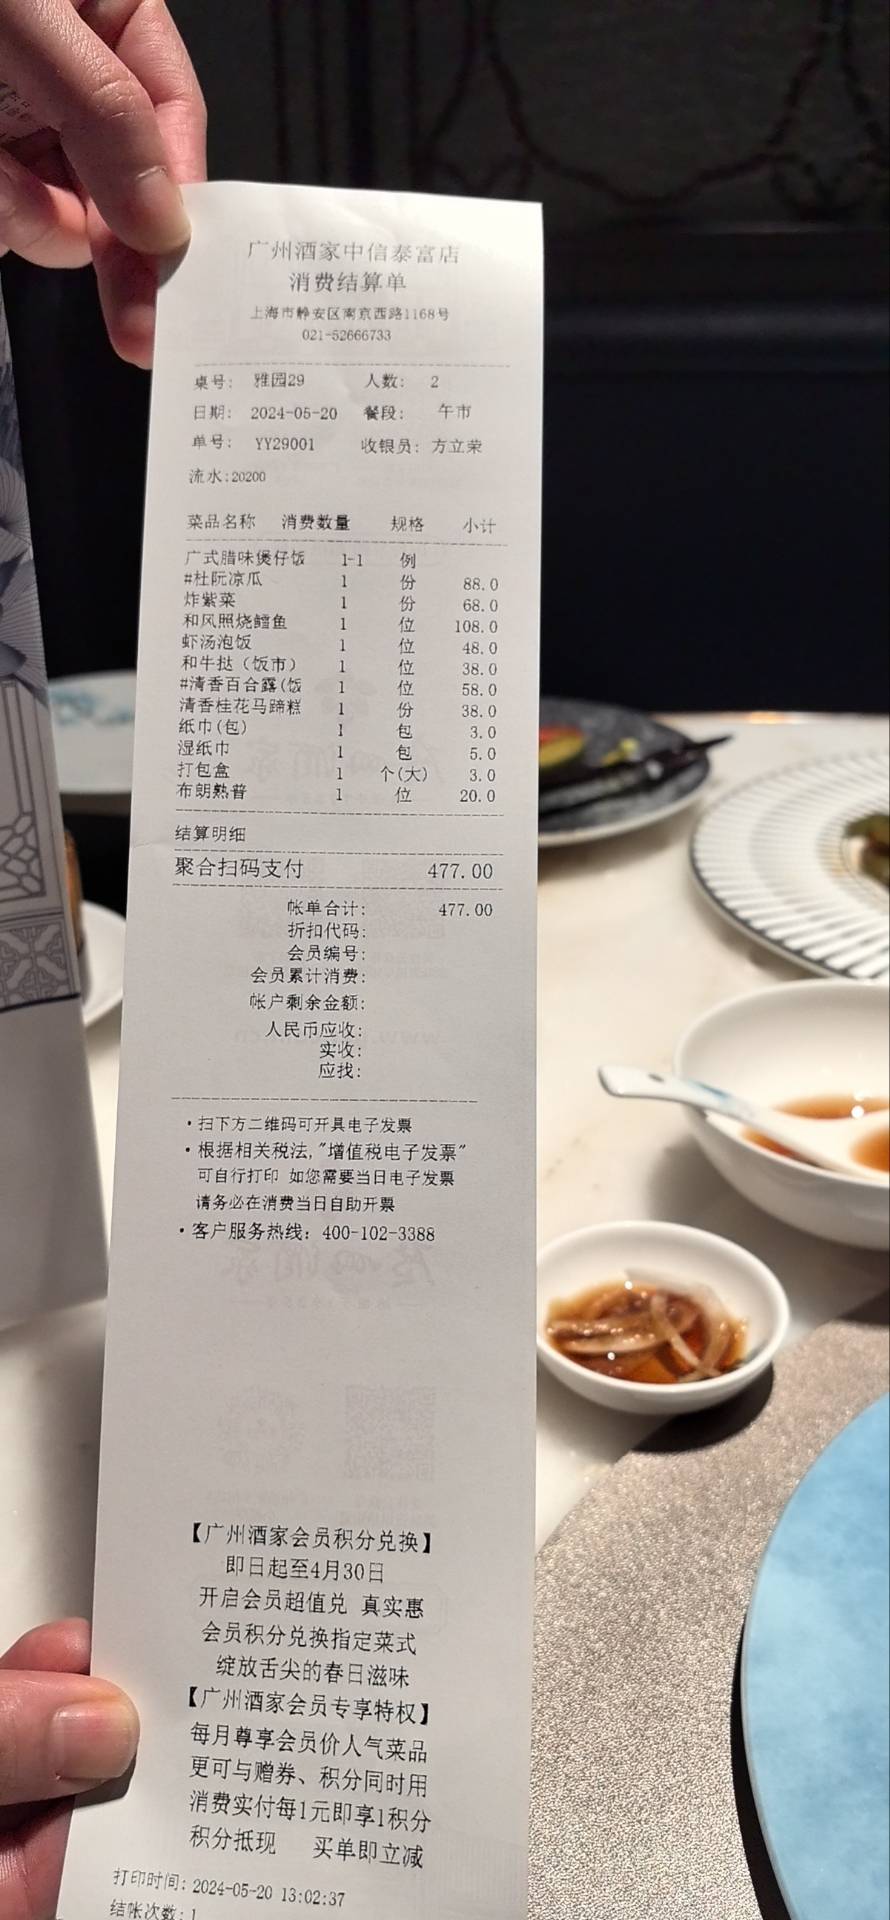 广州酒家中信泰富店
消费结算单
上海市静安区南京西路1168号
021-52666733
桌号: 雅园29 人数: 2
日期: 2024-05-20 餐段: 午市
单号: YY29001 收银员: 方立荣
流水:20200
菜品名称 消费数量 规格 小计
广式腊味煲仔饭 1-1 例
#杜阮凉瓜 1 份 88.0
炸紫菜 1 份 68.0
和风照烧鳕鱼 1 位 108.0
虾汤泡饭 1 位 48.0
和牛挞（饭市） 1 位 38.0
#清香百合露(饭 1 位 58.0
清香桂花马蹄糕 1 份 38.0
纸巾(包) 1 包 3.0
湿纸巾 1 包 5.0
打包盒 1 个(大) 3.0
布朗熟普 1 位 20.0
结算明细
聚合扫码支付 477.00
帐单合计: 477.00
折扣代码:
会员编号:
会员累计消费:
帐户剩余金额:
人民币应收:
实收:
应找:
·扫下方二维码可开具电子发票
·根据相关税法,"增值税电子发票"
可自行打印 如您需要当日电子发票
请务必在消费当日自助开票
·客户服务热线: 400-102-3388
【广州酒家会员积分兑换】
即日起至4月30日
开启会员超值兑 真实惠
会员积分兑换指定菜式
绽放舌尖的春日滋味
【广州酒家会员专享特权】
每月尊享会员价人气菜品
更可与赠券、积分同时用
消费实付每1元即享1积分
积分抵现 买单即立减
打印时间: 2024-05-20 13:02:37
结帐次数: 1